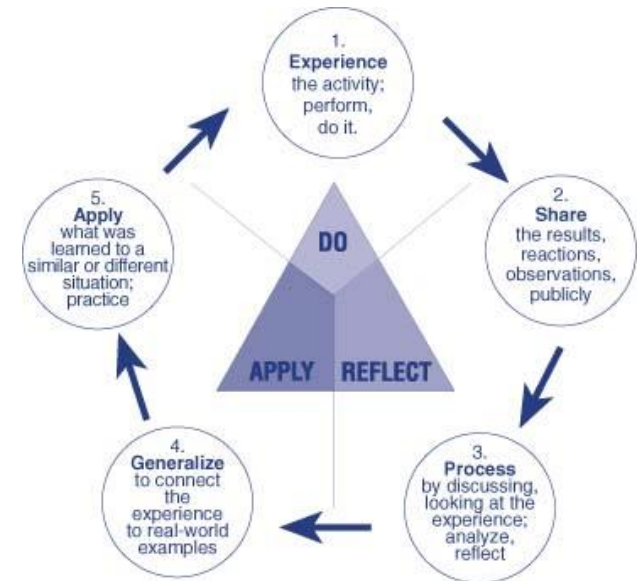 1.
Experience
the activity;
perform,
do it.
2.
Share
the results,
reactions,
observations,
publicly
3.
Process
by discussing,
looking at the
experience;
analyze,
reflect
4.
Generalize
to connect
the
experience
to real-world
examples
5.
Apply
what was
learned to a
similar or different
situation;
practice
DO
APPLY
REFLECT